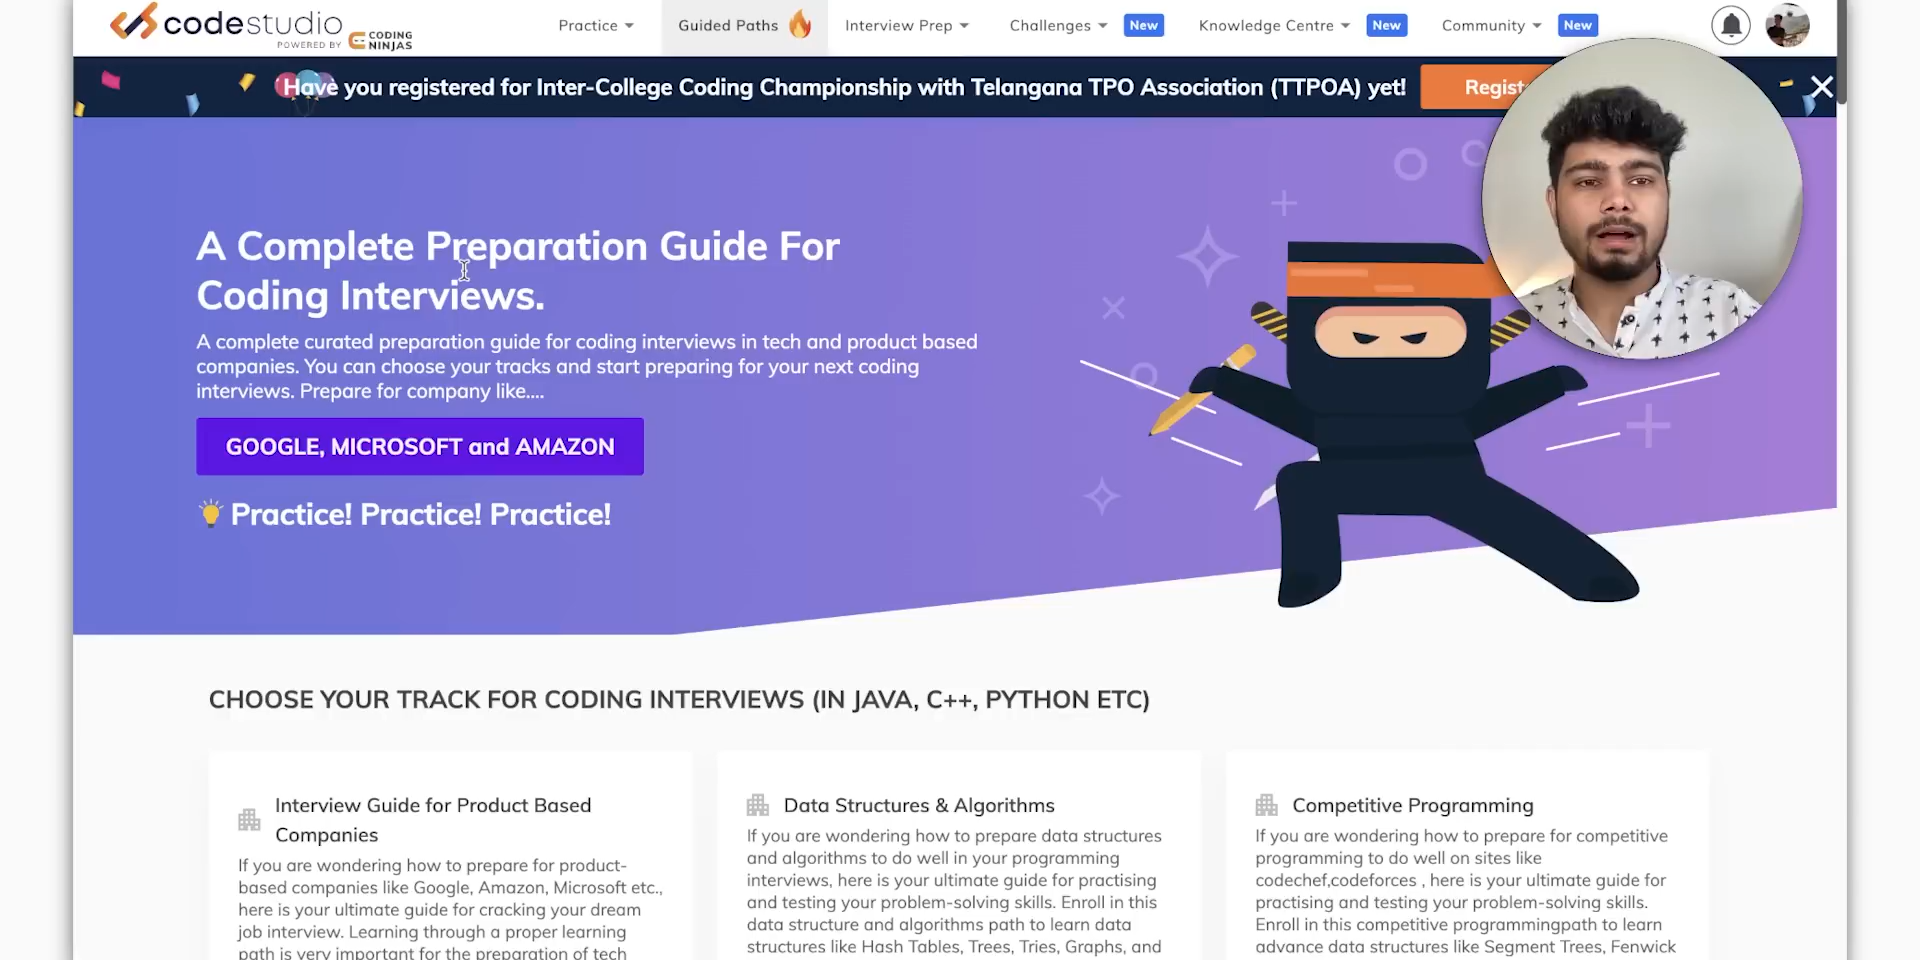 codestudio
POWERED BY CODING NINJAS
Practice
Guided Paths
Interview Prep
Challenges
New
Knowledge Centre
New
Community
New
Have you registered for Inter-College Coding Championship with Telangana TPO Association (TTPOA) yet!
Regist
A Complete Preparation Guide For
Coding Interviews.
A complete curated preparation guide for coding interviews in tech and product based
companies. You can choose your tracks and start preparing for your next coding
interviews. Prepare for company like....
GOOGLE, MICROSOFT and AMAZON
Practice! Practice! Practice!
CHOOSE YOUR TRACK FOR CODING INTERVIEWS (IN JAVA, C++, PYTHON ETC)
Interview Guide for Product Based
Companies
If you are wondering how to prepare for product-
based companies like Google, Amazon, Microsoft etc.,
here is your ultimate guide for cracking your dream
job interview. Learning through a proper learning
path is very important for the preparation of tech
Data Structures & Algorithms
If you are wondering how to prepare data structures
and algorithms to do well in your programming
interviews, here is your ultimate guide for practising
and testing your problem-solving skills. Enroll in this
data structure and algorithms path to learn data
structures like Hash Tables, Trees, Tries, Graphs, and
Competitive Programming
If you are wondering how to prepare for competitive
programming to do well on sites like
codechef,codeforces , here is your ultimate guide for
practising and testing your problem-solving skills.
Enroll in this competitive programmingpath to learn
advance data structures like Segment Trees, Fenwick